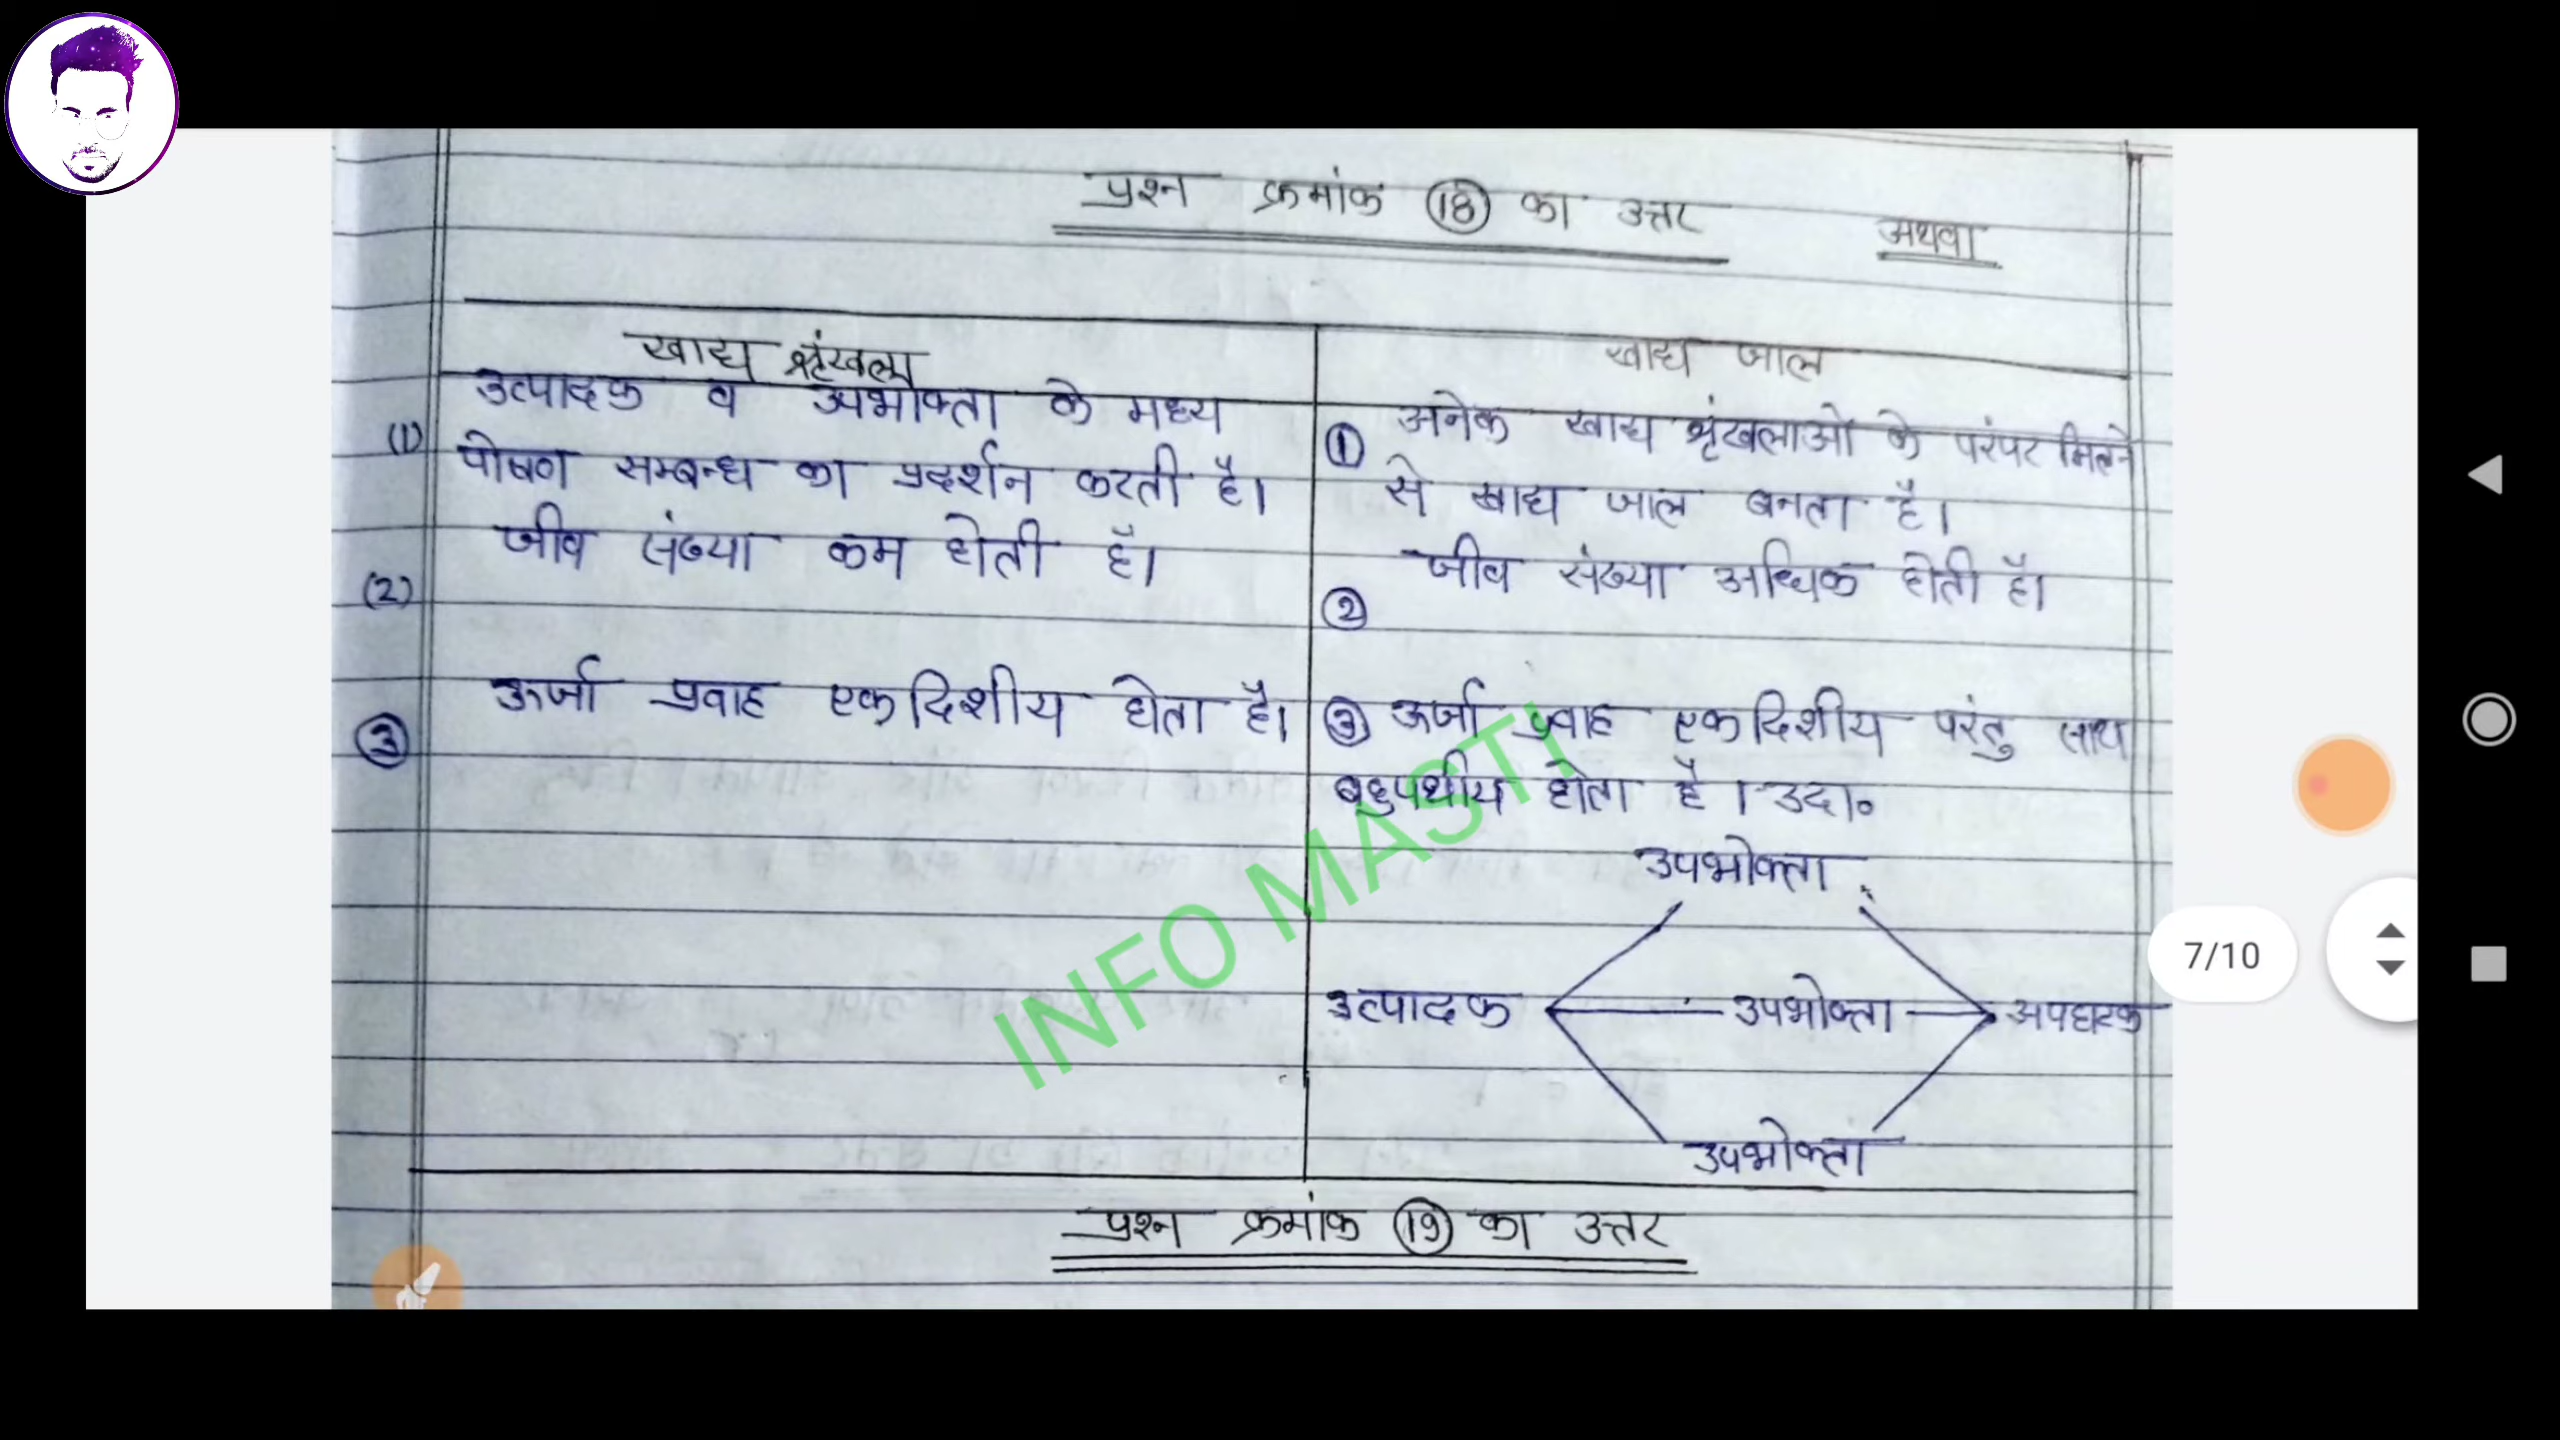 प्रश्न क्रमांक 18 का उत्तर
अथवा
खाद्य श्रृंखला
उत्पादक व उपभोक्ता के मध्य
(1)
पोषण सम्बन्ध का प्रदर्शन करती है।
जीव संख्या कम होती है।
(2)
ऊर्जा प्रवाह एकदिशीय होता है।
3
खाद्य जाल
1 अनेक खाद्य श्रृंखलाओं के परंपर मिलने
से खाद्य जाल बनता है।
जीव संख्या अधिक होती है।
2
3 ऊर्जा प्रवाह एकदिशीय परंतु साथ
बहुपथीय होता है। उदा०
उपभोक्ता
उत्पादक उपभोक्ता अपघटक
उपभोक्ता
प्रश्न क्रमांक 19 का उत्तर
INFO MASTI
7/10